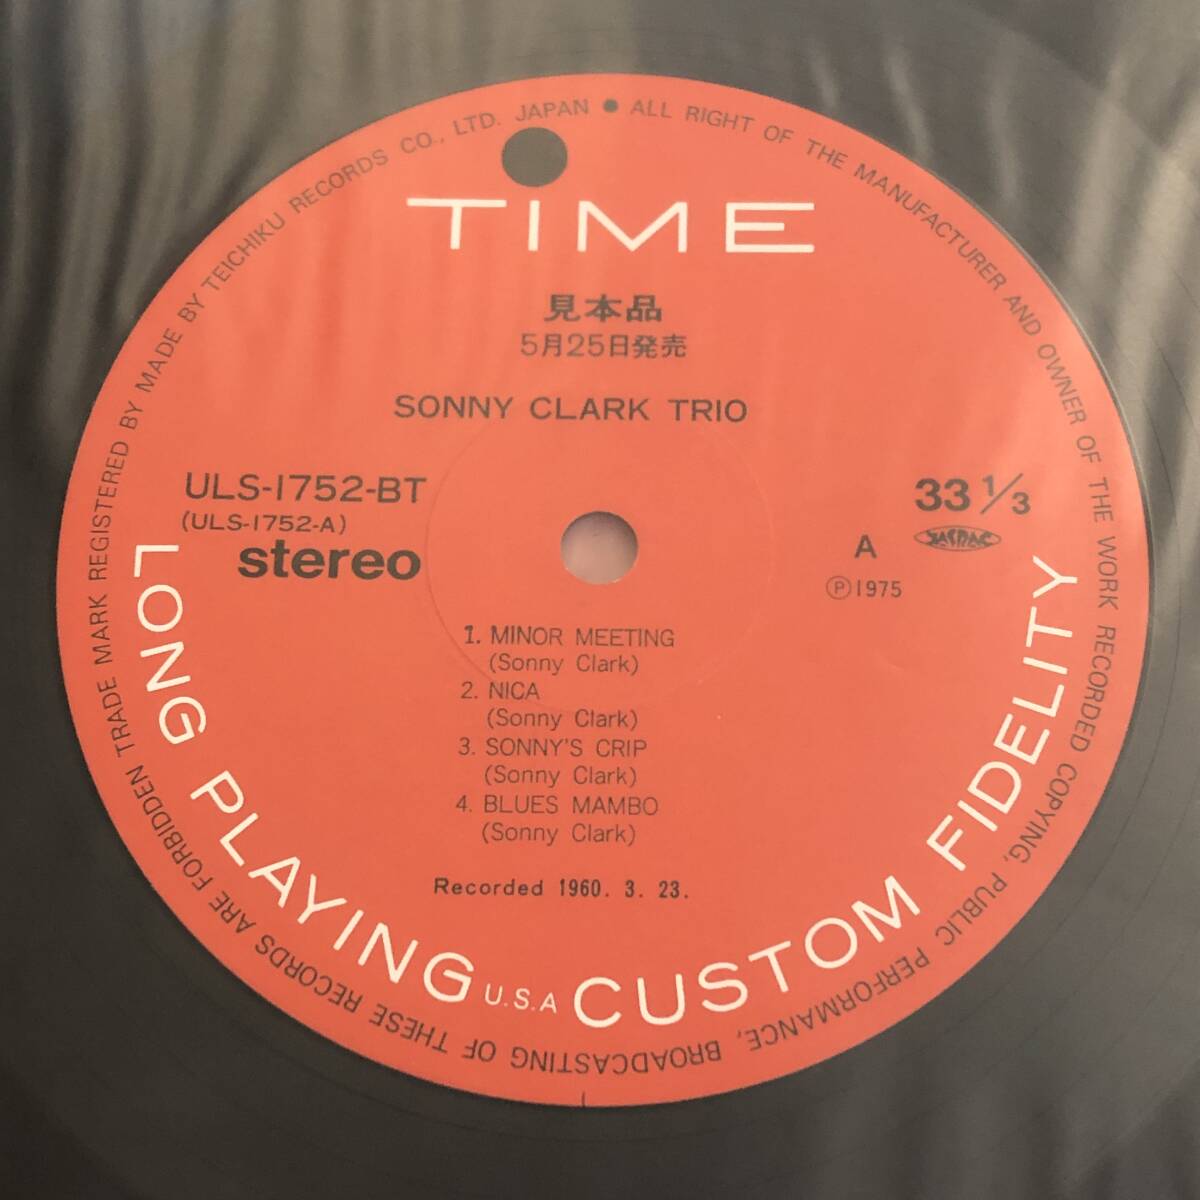 ALL RIGHT OF THE MANUFACTURER AND OWNER OF THE WORK RECORDED COPYING, PUBLIC PERFORMANCE, BROADCASTING OF THESE RECORDS ARE FORBIDDEN TRADE MARK REGISTERED BY MADE BY TEICHIKU RECORDS CO., LTD. JAPAN ●
TIME
見本品
5月25日発売
SONNY CLARK TRIO
ULS-1752-BT
(ULS-1752-A)
stereo
33 1/3
JASRAC
A
Ⓟ1975
1. MINOR MEETING
(Sonny Clark)
2. NICA
(Sonny Clark)
3. SONNY'S CRIP
(Sonny Clark)
4. BLUES MAMBO
(Sonny Clark)
Recorded 1960. 3. 23.
LONG PLAYING U.S.A CUSTOM FIDELITY